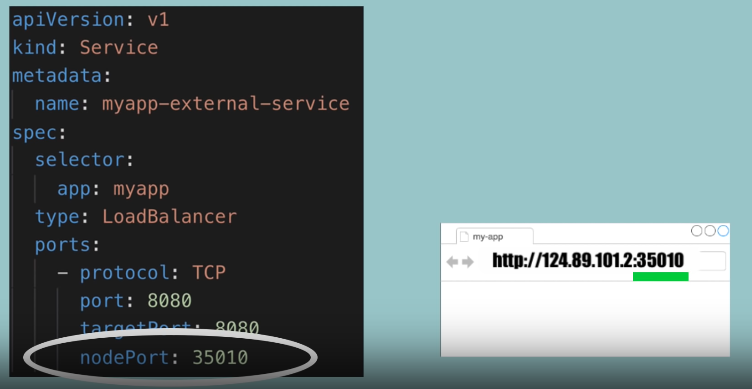 apiVersion: v1
kind: Service
metadata:
name: myapp-external-service
spec:
selector:
app: myapp
type: LoadBalancer
ports:
- protocol: TCP
port: 8080
targetPort: 8080
nodePort: 35010
my-app
http://124.89.101.2:35010